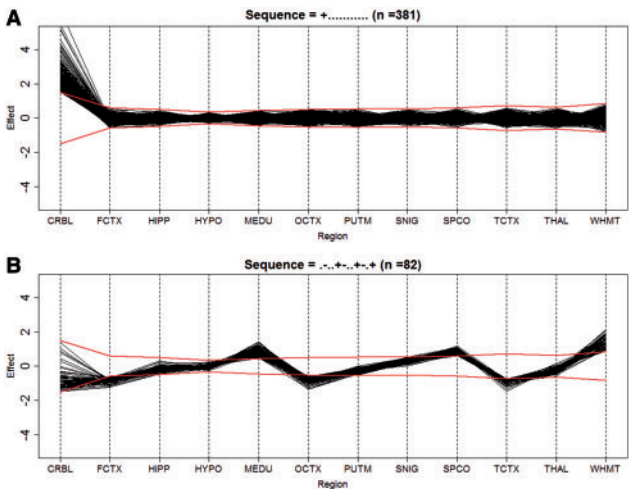 A
Sequence = +........... (n =381)
Effect
4
2
0
-2
-4
CRBL FCTX HIPP HYPO MEDU OCTX PUTM SNIG SPCO TCTX THAL WHMT
Region
B
Sequence = .-..+-..+-.+ (n =82)
Effect
4
2
0
-2
-4
CRBL FCTX HIPP HYPO MEDU OCTX PUTM SNIG SPCO TCTX THAL WHMT
Region